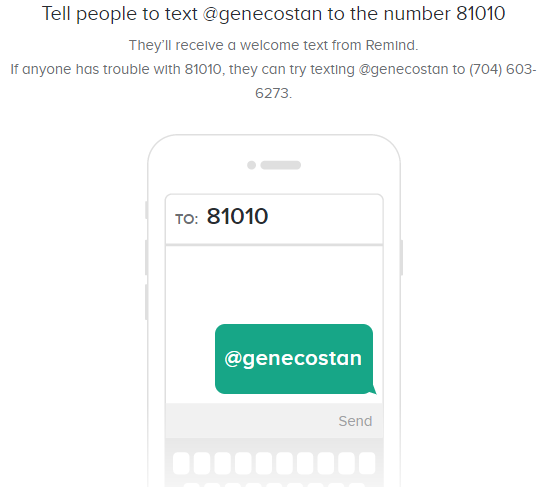 Tell people to text @genecostan to the number 81010
They'll receive a welcome text from Remind.
If anyone has trouble with 81010, they can try texting @genecostan to (704) 603-
6273.
TO: 81010
@genecostan
Send